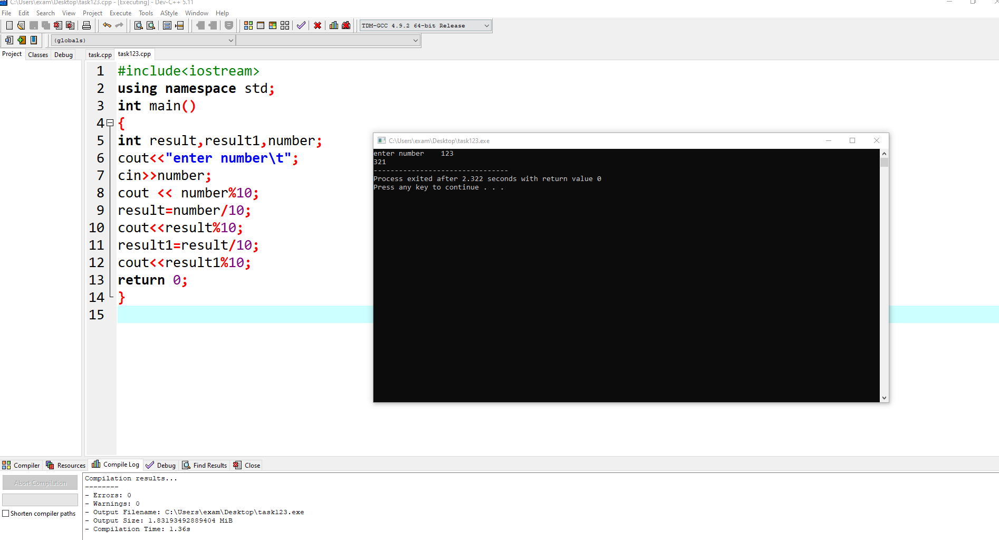 C:\Users\exam\Desktop\task123.cpp - [Executing] - Dev-C++ 5.11
File Edit Search View Project Execute Tools AStyle Window Help
TDM-GCC 4.9.2 64-bit Release
(globals)
Project Classes Debug task.cpp task123.cpp
1 #include<iostream>
2 using namespace std;
3 int main()
4 {
5 int result,result1,number;
6 cout<<"enter number\t";
7 cin>>number;
8 cout << number%10;
9 result=number/10;
10 cout<<result%10;
11 result1=result/10;
12 cout<<result1%10;
13 return 0;
14 }
15
C:\Users\exam\Desktop\task123.exe
enter number    123
321
--------------------------------
Process exited after 2.322 seconds with return value 0
Press any key to continue . . .
Compiler Resources Compile Log Debug Find Results Close
Abort Compilation
Shorten compiler paths
Compilation results...
--------
- Errors: 0
- Warnings: 0
- Output Filename: C:\Users\exam\Desktop\task123.exe
- Output Size: 1.83193492889404 MiB
- Compilation Time: 1.36s